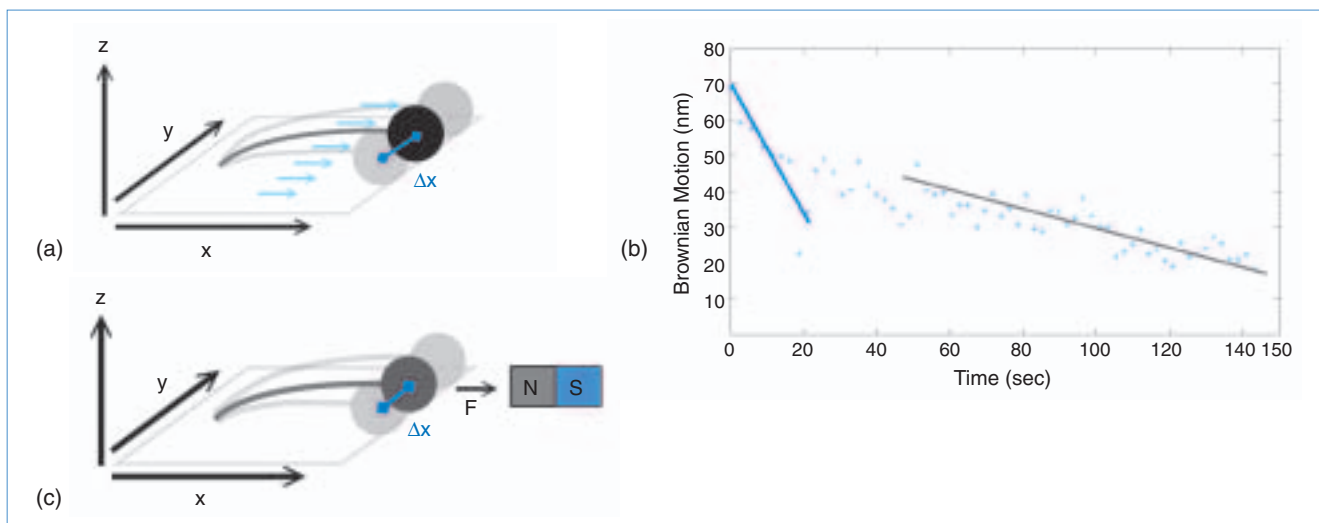 (a)
z
y
x
Δx
(b)
Brownian Motion (nm)
80
70
60
50
40
30
20
10
0 20 40 60 80 100 120 140 150
Time (sec)
(c)
z
y
x
Δx
F
N S